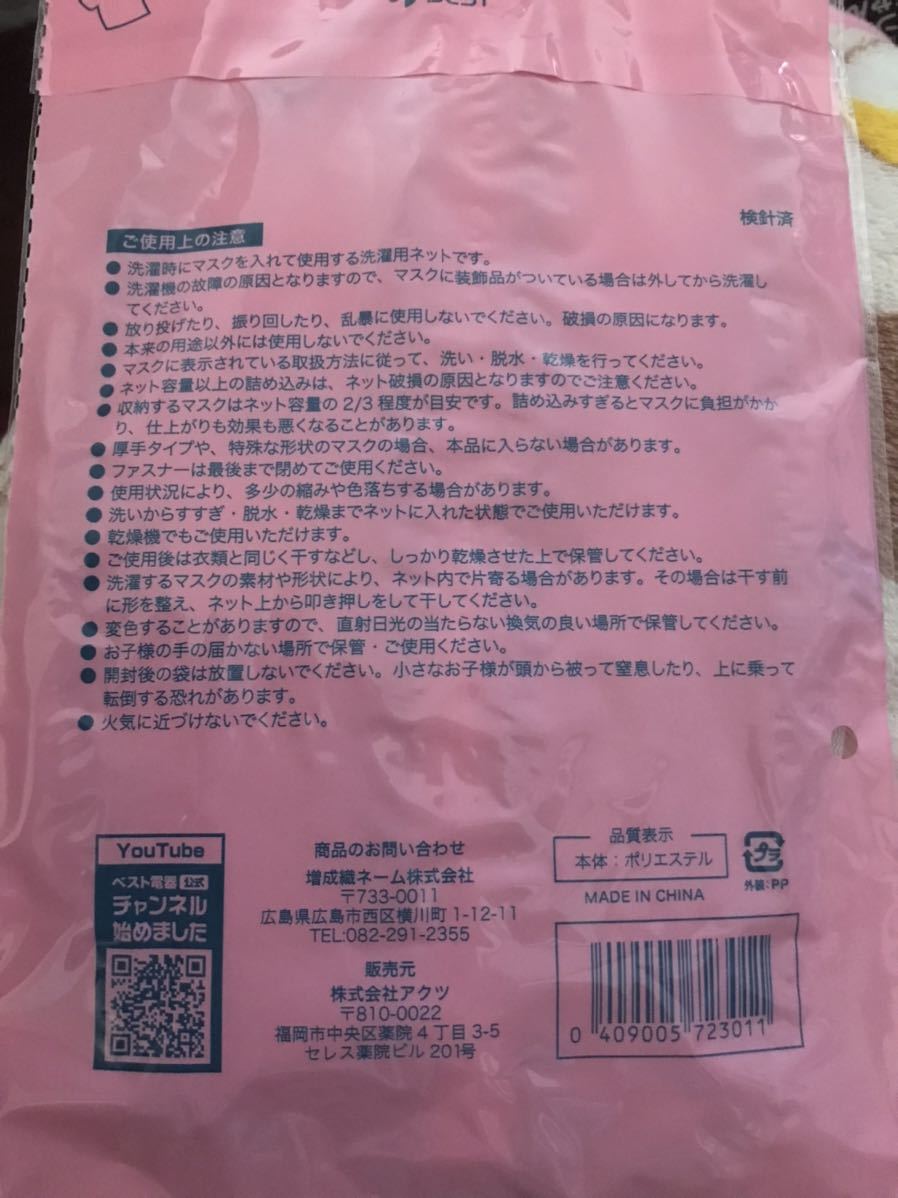 検針済
ご使用上の注意
●洗濯時にマスクを入れて使用する洗濯用ネットです。
●洗濯機の故障の原因となりますので、マスクに装飾品がついている場合は外してから洗濯し
てください。
●放り投げたり、振り回したり、乱暴に使用しないでください。破損の原因になります。
●本来の用途以外には使用しないでください。
●マスクに表示されている取扱方法に従って、洗い・脱水・乾燥を行ってください。
●ネット容量以上の詰め込みは、ネット破損の原因となりますのでご注意ください。
●収納するマスクはネット容量の2/3程度が目安です。詰め込みすぎるとマスクに負担がかか
り、仕上がりも効果も悪くなることがあります。
●厚手タイプや、特殊な形状のマスクの場合、本品に入らない場合があります。
●ファスナーは最後まで閉めてご使用ください。
●使用状況により、多少の縮みや色落ちする場合があります。
●洗いからすすぎ・脱水・乾燥までネットに入れた状態でご使用いただけます。
●乾燥機でもご使用いただけます。
●ご使用後は衣類と同じく干すなどし、しっかり乾燥させた上で保管してください。
●洗濯するマスクの素材や形状により、ネット内で片寄る場合があります。その場合は干す前
に形を整え、ネット上から叩き押しをして干してください。
●変色することがありますので、直射日光の当たらない換気の良い場所で保管してください。
●お子様の手の届かない場所で保管・ご使用ください。
●開封後の袋は放置しないでください。小さなお子様が頭から被って窒息したり、上に乗って
転倒する恐れがあります。
●火気に近づけないでください。
YouTube
ベスト電器 公式
チャンネル
始めました
商品のお問い合わせ
増成織ネーム株式会社
〒733-0011
広島県広島市西区横川町1-12-11
TEL:082-291-2355
販売元
株式会社アクツ
〒810-0022
福岡市中央区薬院4丁目3-5
セレス薬院ビル201号
品質表示
本体：ポリエステル
MADE IN CHINA
プラ
外装:PP
0 409005 723011